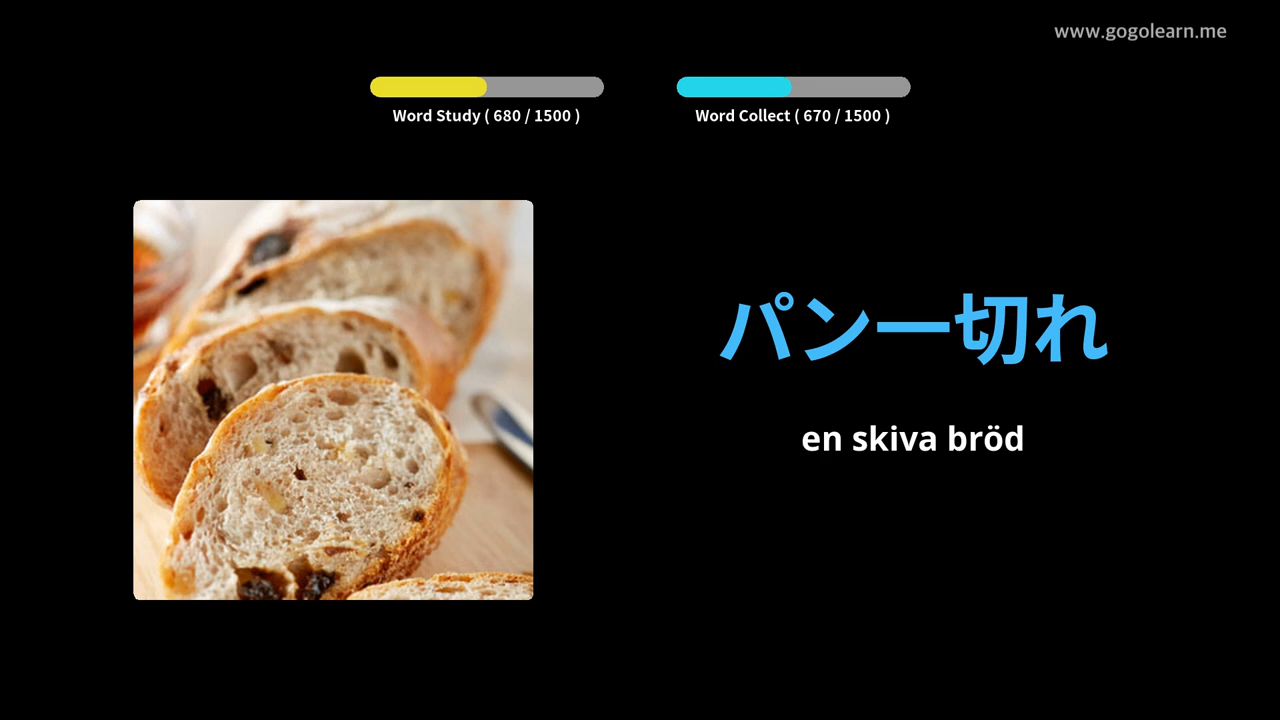 www.gogolearn.me
Word Study ( 680 / 1500 )
Word Collect ( 670 / 1500 )
パン一切れ
en skiva bröd